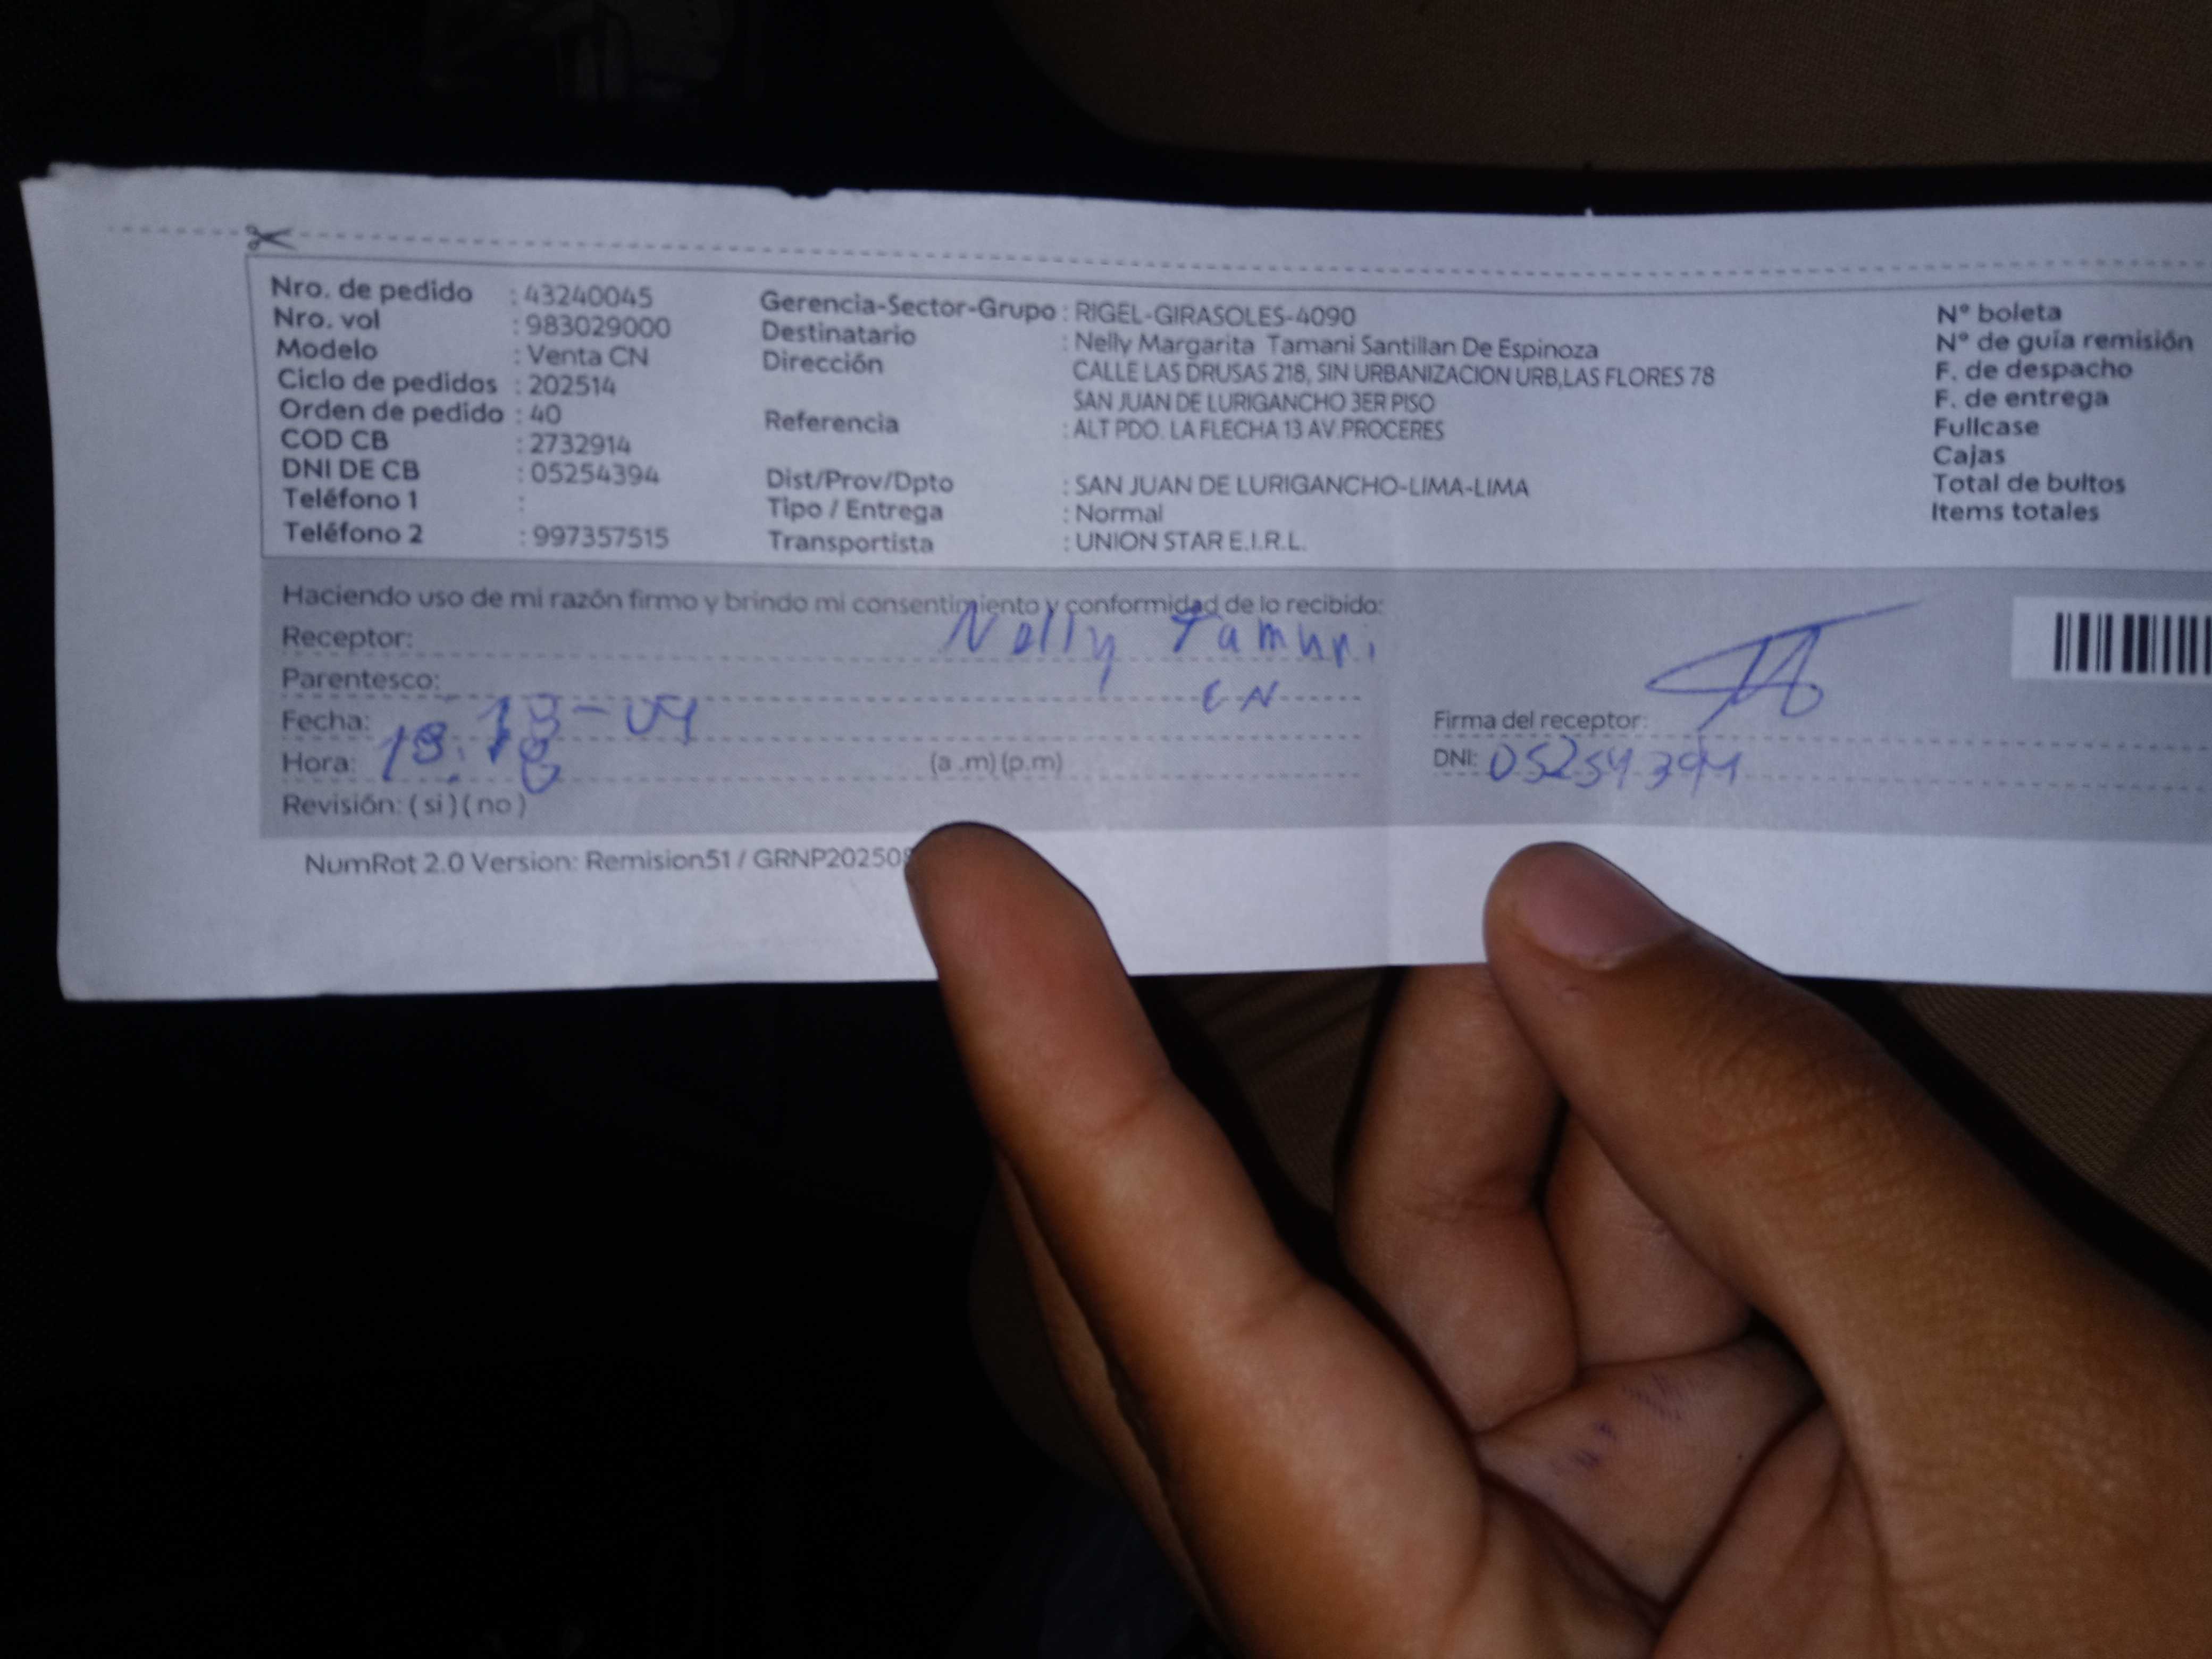 Nro. de pedido : 43240045
Nro. vol : 983029000
Modelo : Venta CN
Ciclo de pedidos : 202514
Orden de pedido : 40
COD CB : 2732914
DNI DE CB : 05254394
Teléfono 1 :
Teléfono 2 : 997357515
Gerencia-Sector-Grupo : RIGEL-GIRASOLES-4090
Destinatario : Nelly Margarita Tamani Santillan De Espinoza
Dirección CALLE LAS DRUSAS 218, SIN URBANIZACION URB,LAS FLORES 78
SAN JUAN DE LURIGANCHO 3ER PISO
Referencia : ALT PDO. LA FLECHA 13 AV.PROCERES
Dist/Prov/Dpto : SAN JUAN DE LURIGANCHO-LIMA-LIMA
Tipo / Entrega : Normal
Transportista : UNION STAR E.I.R.L.
N° boleta
N° de guía remisión
F. de despacho
F. de entrega
Fullcase
Cajas
Total de bultos
Items totales
Haciendo uso de mi razón firmo y brindo mi consentimiento y conformidad de lo recibido:
Receptor: Nelly Tamani
Parentesco: CN
Fecha: 18-09
Hora: (a .m) (p.m)
Revisión: ( si ) ( no )
Firma del receptor:
DNI: 05254394
NumRot 2.0 Version: Remision51 / GRNP20250